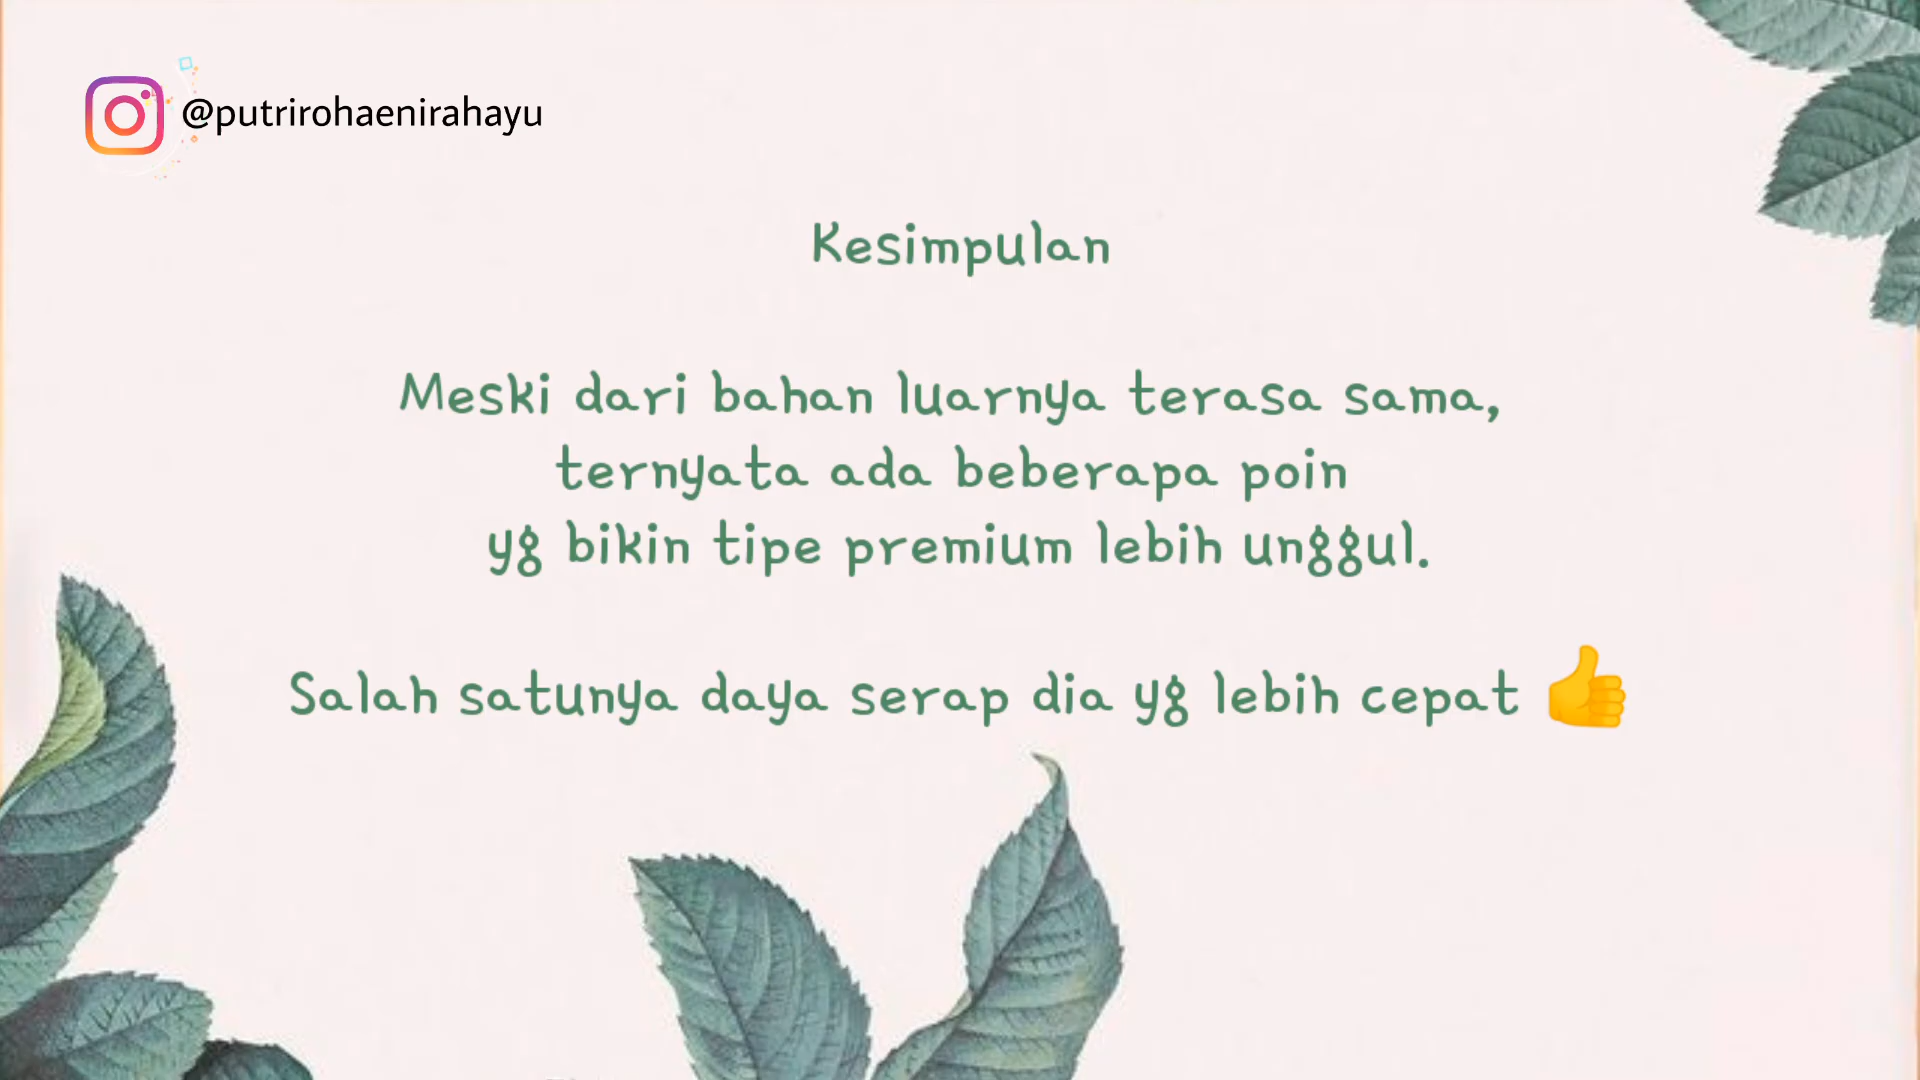 @putrirohaenirahayu
Kesimpulan
Meski dari bahan luarnya terasa sama,
ternyata ada beberapa poin
yg bikin tipe premium lebih unggul.
Salah satunya daya serap dia yg lebih cepat 👍